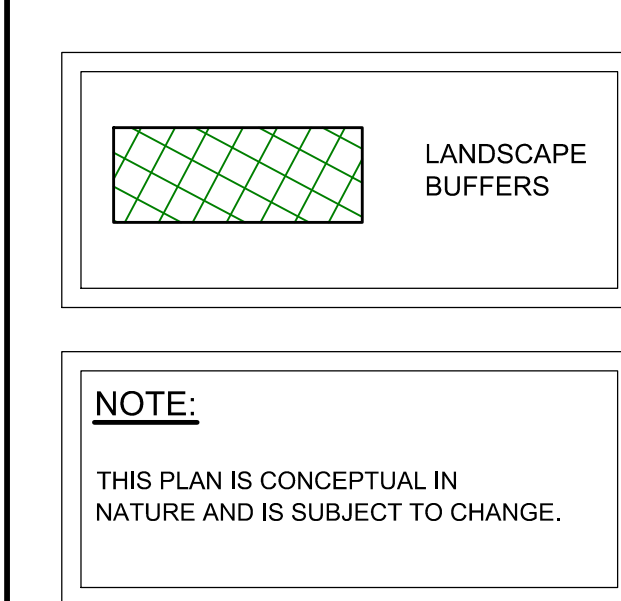 LANDSCAPE
BUFFERS
NOTE:
THIS PLAN IS CONCEPTUAL IN
NATURE AND IS SUBJECT TO CHANGE.